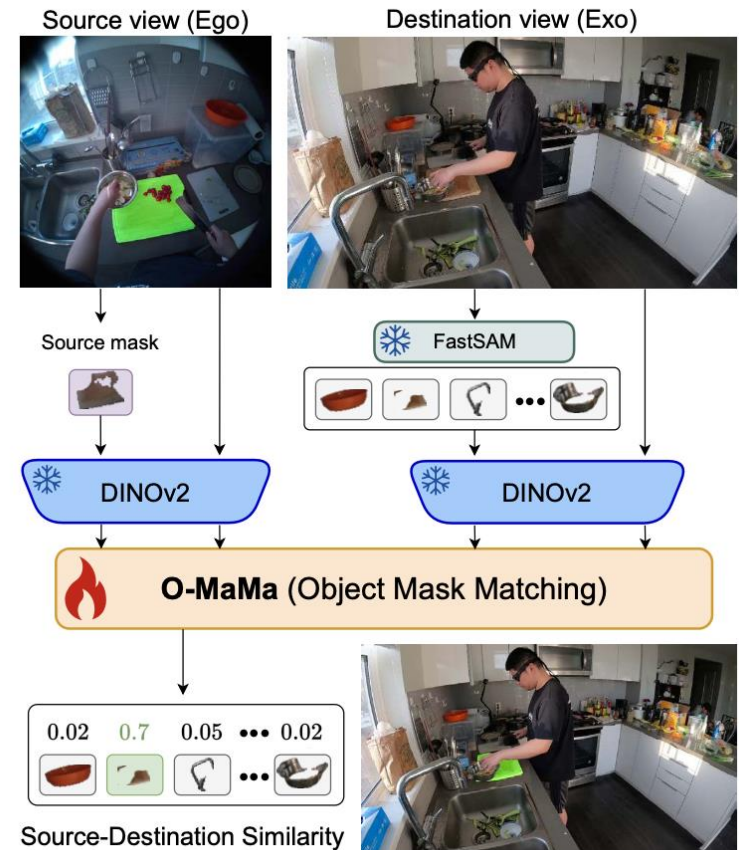 Source view (Ego)
Destination view (Exo)
Source mask
FastSAM
•••
DINOv2
DINOv2
O-MaMa (Object Mask Matching)
0.02 0.7 0.05 ••• 0.02
•••
Source-Destination Similarity